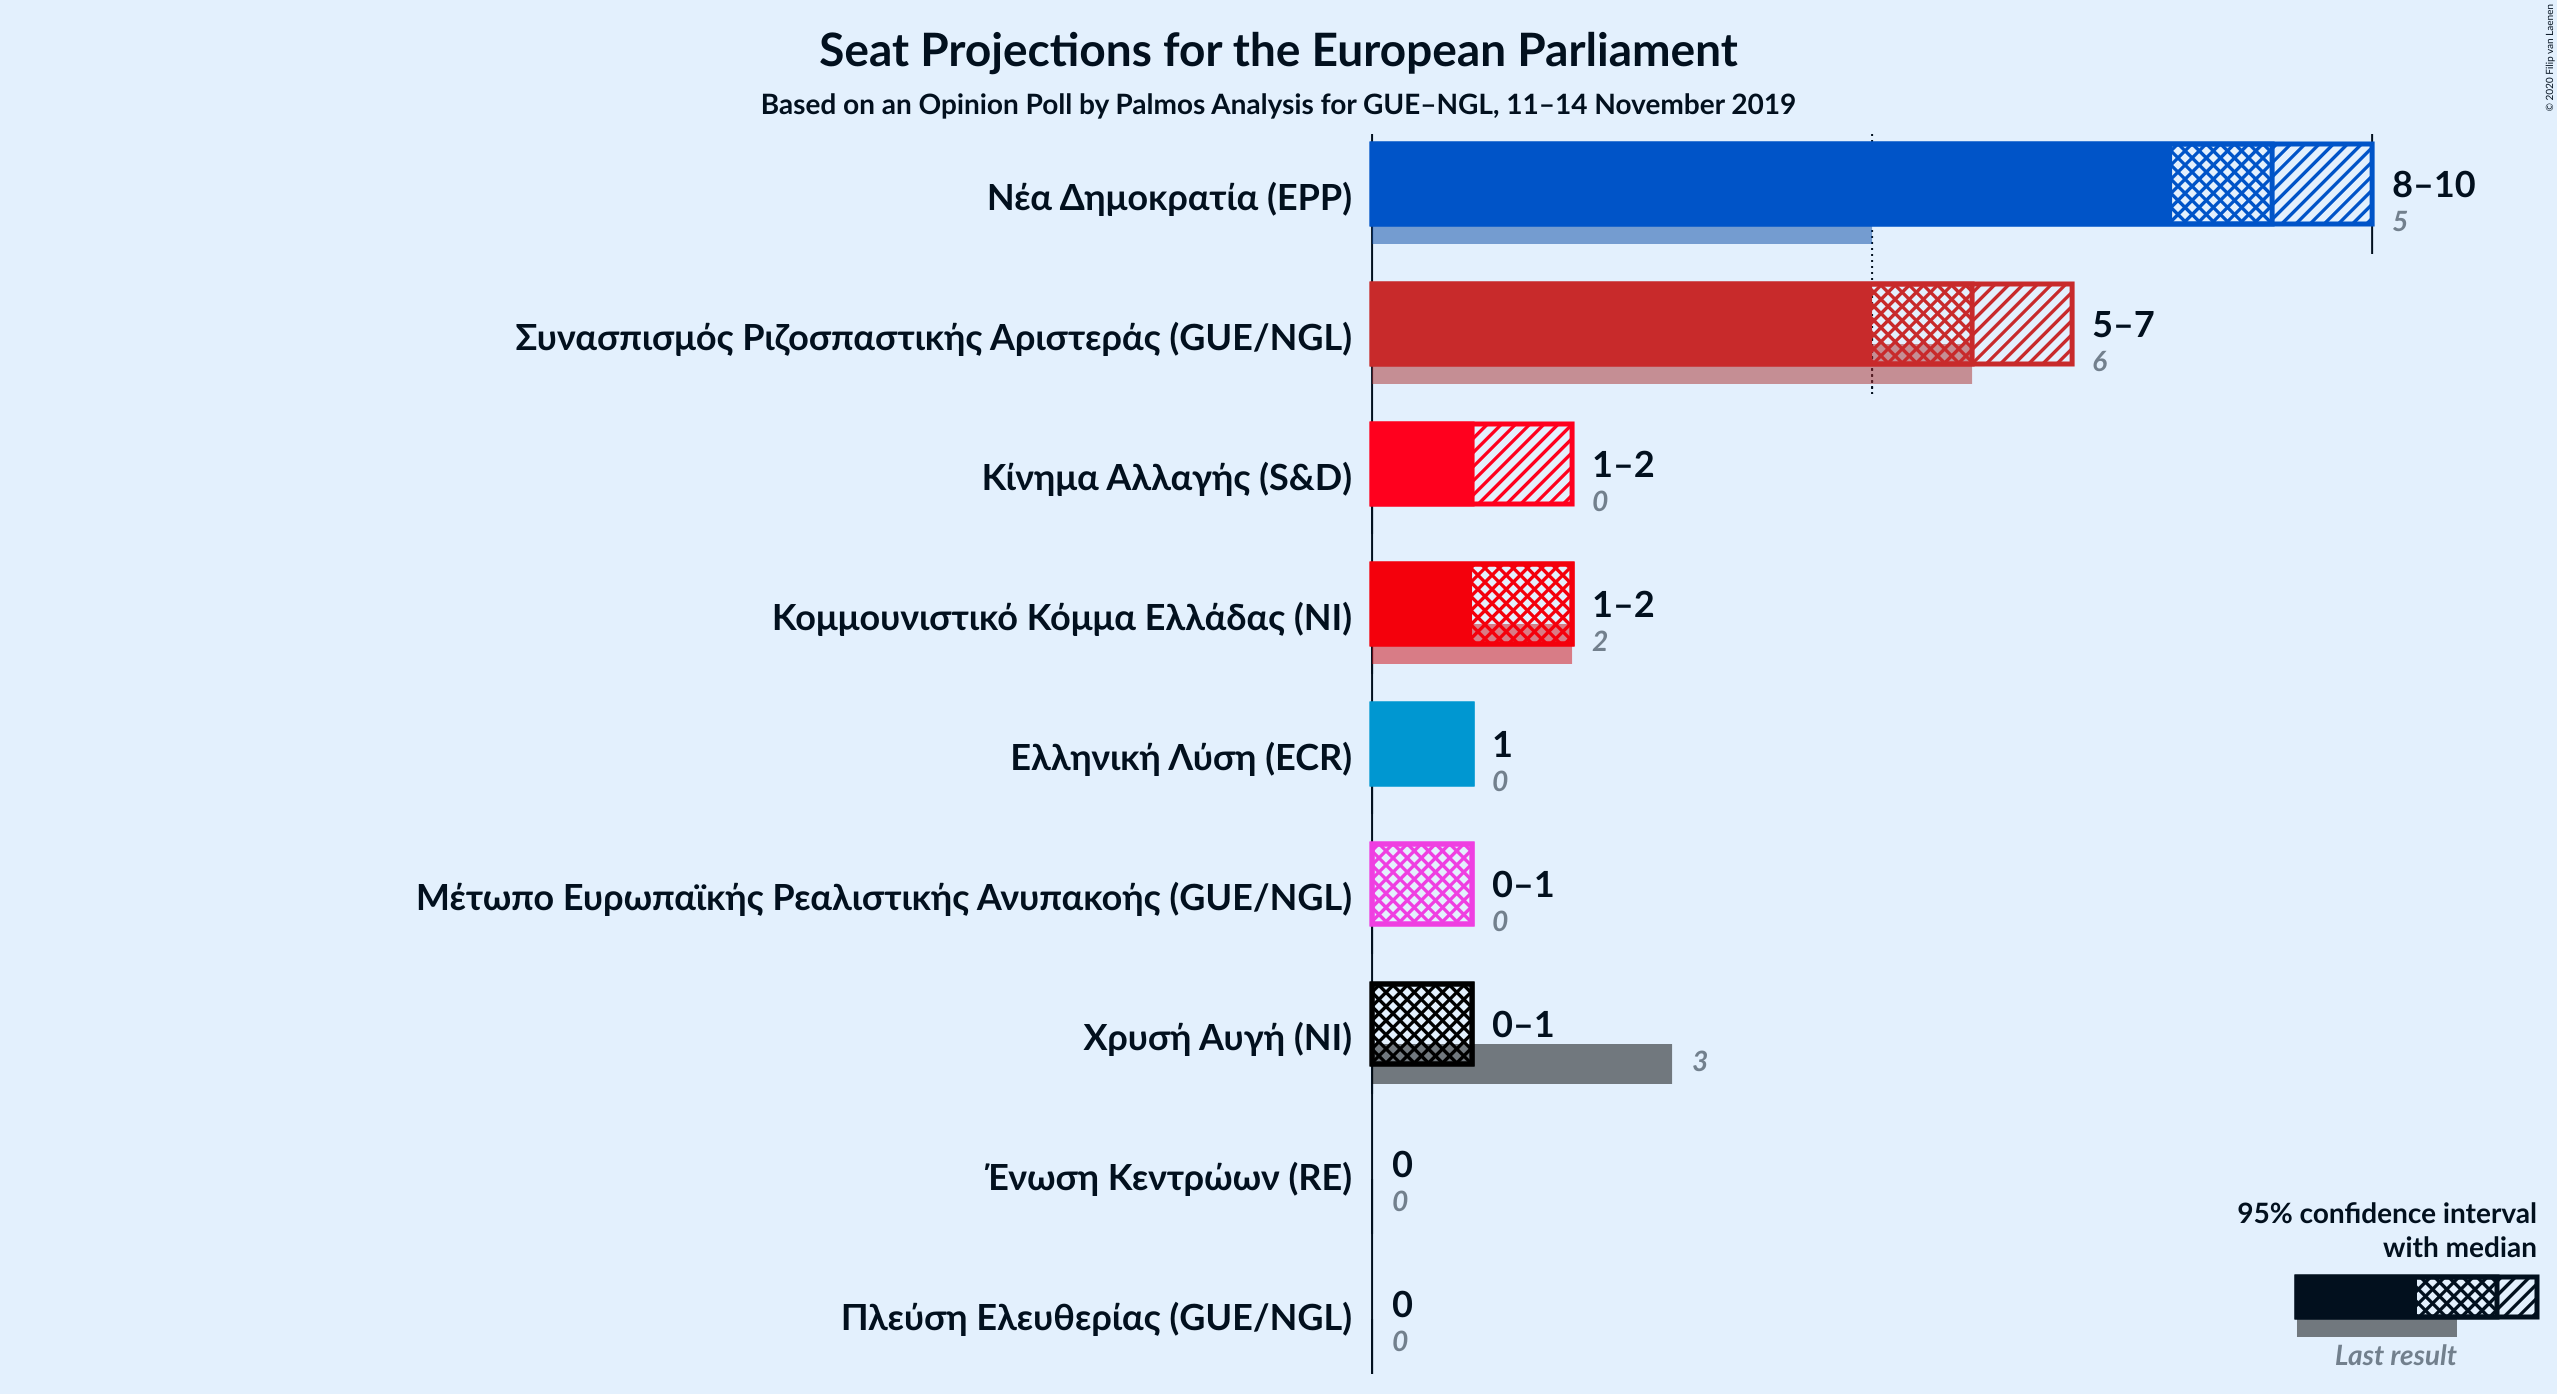 Seat Projections for the European Parliament
Based on an Opinion Poll by Palmos Analysis for GUE–NGL, 11–14 November 2019
© 2020 Filip van Laenen
Νέα Δημοκρατία (EPP)
8–10
5
Συνασπισμός Ριζοσπαστικής Αριστεράς (GUE/NGL)
5–7
6
Κίνημα Αλλαγής (S&D)
1–2
0
Κομμουνιστικό Κόμμα Ελλάδας (NI)
1–2
2
Ελληνική Λύση (ECR)
1
0
Μέτωπο Ευρωπαϊκής Ρεαλιστικής Ανυπακοής (GUE/NGL)
0–1
0
Χρυσή Αυγή (NI)
0–1
3
Ένωση Κεντρώων (RE)
0
0
Πλεύση Ελευθερίας (GUE/NGL)
0
0
95% confidence interval
with median
Last result